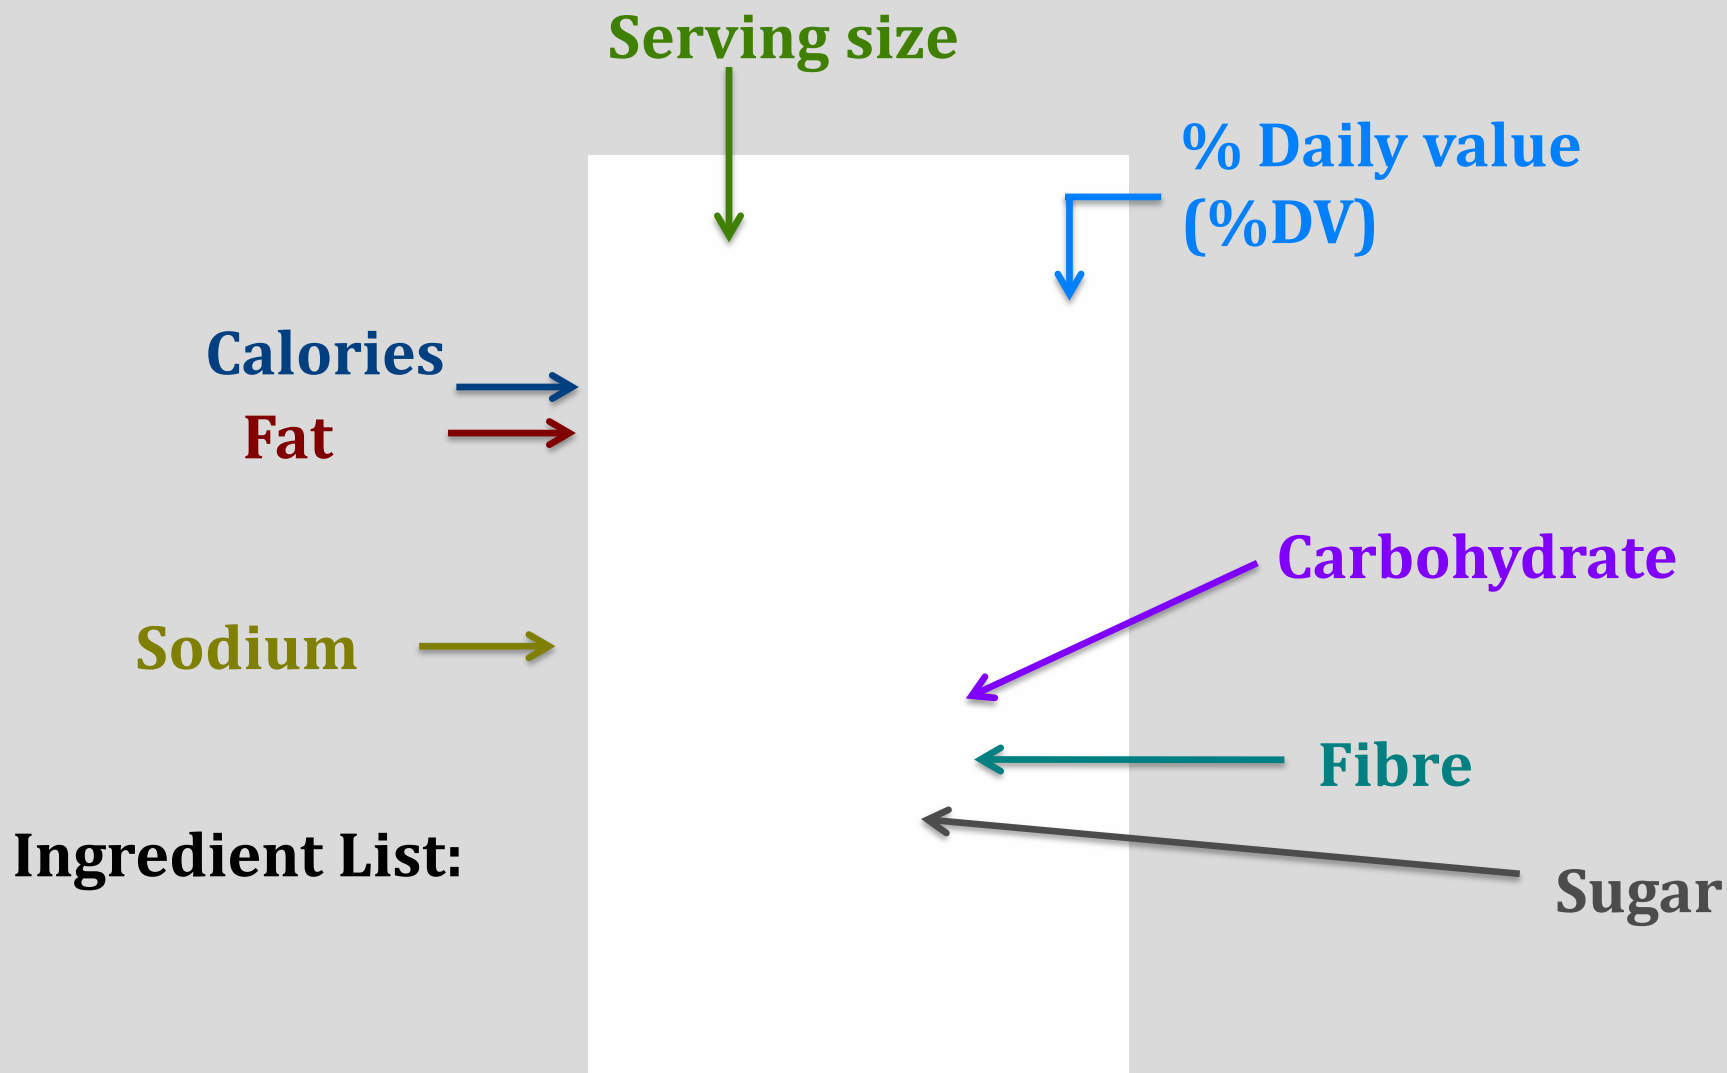 Serving size
% Daily value
(%DV)
Calories
Fat
Carbohydrate
Sodium
Fibre
Ingredient List:
Sugar